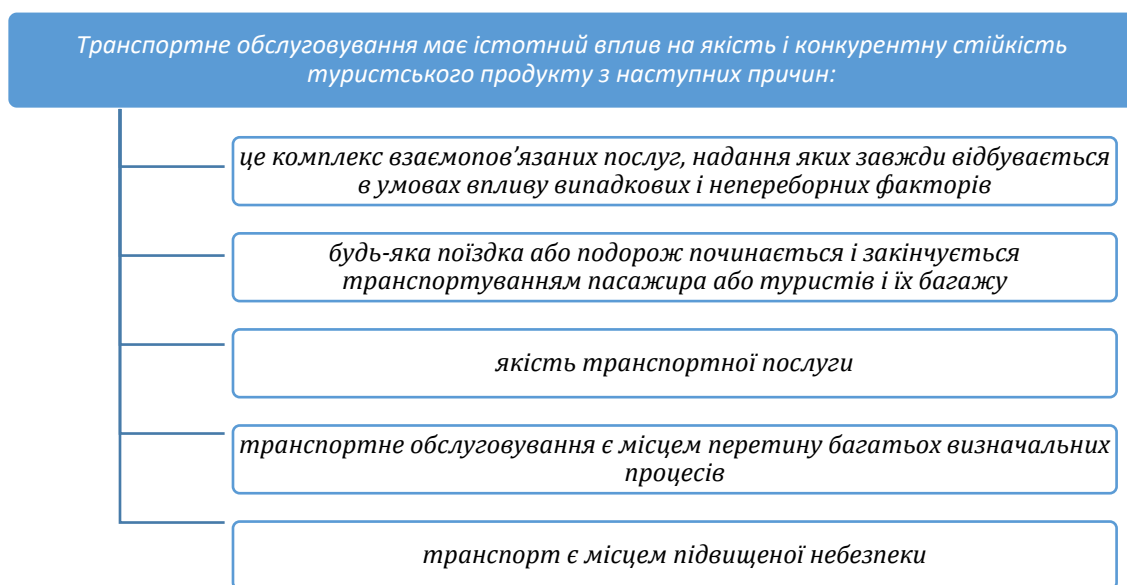 Транспортне обслуговування має істотний вплив на якість і конкурентну стійкість
туристського продукту з наступних причин:
це комплекс взаємопов’язаних послуг, надання яких завжди відбувається
в умовах впливу випадкових і непереборних факторів
будь-яка поїздка або подорож починається і закінчується
транспортуванням пасажира або туристів і їх багажу
якість транспортної послуги
транспортне обслуговування є місцем перетину багатьох визначальних
процесів
транспорт є місцем підвищеної небезпеки